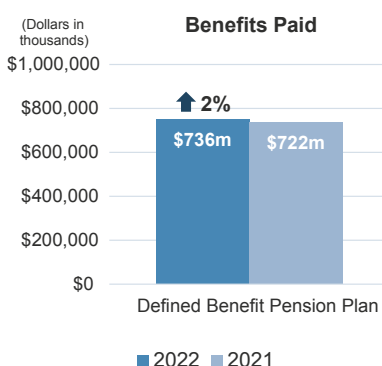 (Dollars in
thousands)
Benefits Paid
$1,000,000
$800,000
$600,000
$400,000
$200,000
$0
2%
$736m
$722m
Defined Benefit Pension Plan
2022 2021